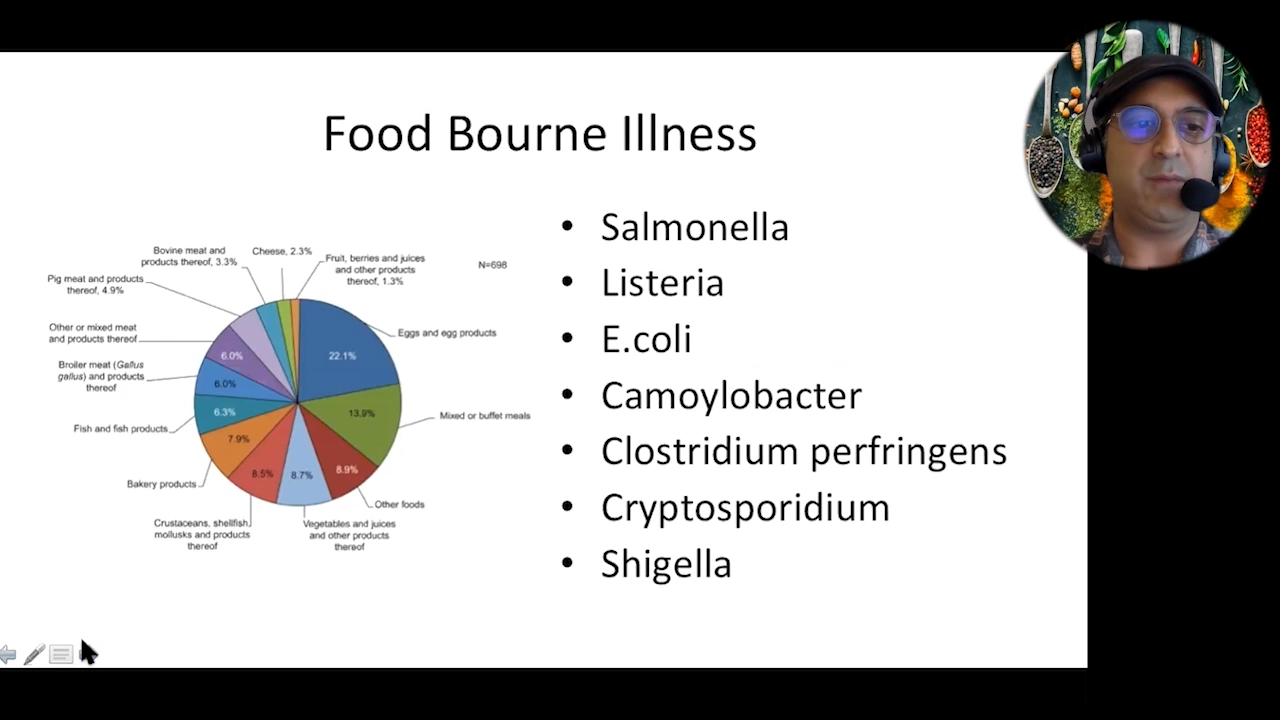 Food Bourne Illness
Bovine meat and
products thereof, 3.3%
Cheese, 2.3%
Fruit, berries and juices
and other products
thereof, 1.3%
N=698
Pig meat and products
thereof, 4.9%
Other or mixed meat
and products thereof
Broiler meat (Gallus
gallus) and products
thereof
Fish and fish products
Bakery products
Crustaceans, shellfish,
mollusks and products
thereof
Vegetables and juices
and other products
thereof
Other foods
Mixed or buffet meals
Eggs and egg products
22.1%
13.9%
8.9%
8.7%
8.5%
7.9%
6.3%
6.0%
6.0%
• Salmonella
• Listeria
• E.coli
• Camoylobacter
• Clostridium perfringens
• Cryptosporidium
• Shigella